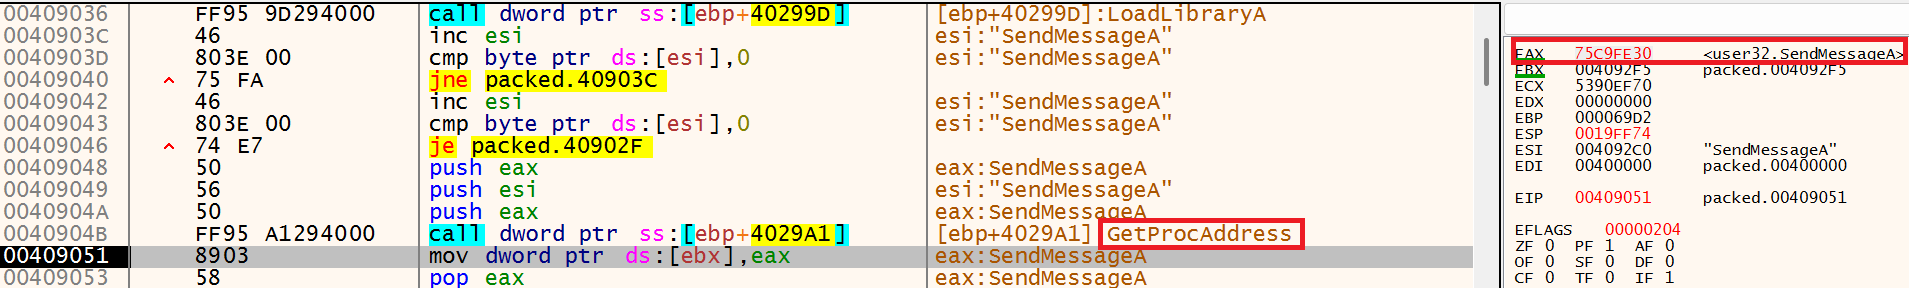 00409036 FF95 9D294000 call dword ptr ss:[ebp+40299D] [ebp+40299D]:LoadLibraryA
0040903C 46 inc esi esi:"SendMessageA"
0040903D 803E 00 cmp byte ptr ds:[esi],0 esi:"SendMessageA"
00409040 ^ 75 FA jne packed.40903C
00409042 46 inc esi esi:"SendMessageA"
00409043 803E 00 cmp byte ptr ds:[esi],0 esi:"SendMessageA"
00409046 ^ 74 E7 je packed.40902F
00409048 50 push eax eax:SendMessageA
00409049 56 push esi esi:"SendMessageA"
0040904A 50 push eax eax:SendMessageA
0040904B FF95 A1294000 call dword ptr ss:[ebp+4029A1] [ebp+4029A1] GetProcAddress
00409051 8903 mov dword ptr ds:[ebx],eax eax:SendMessageA
00409053 58 pop eax eax:SendMessageA
EAX 75C9FE30 <user32.SendMessageA>
EBX 004092F5 packed.004092F5
ECX 5390EF70
EDX 00000000
EBP 000069D2
ESP 0019FF74
ESI 004092C0 "SendMessageA"
EDI 00400000 packed.00400000
EIP 00409051 packed.00409051
EFLAGS 00000204
ZF 0 PF 1 AF 0
OF 0 SF 0 DF 0
CF 0 TF 0 IF 1